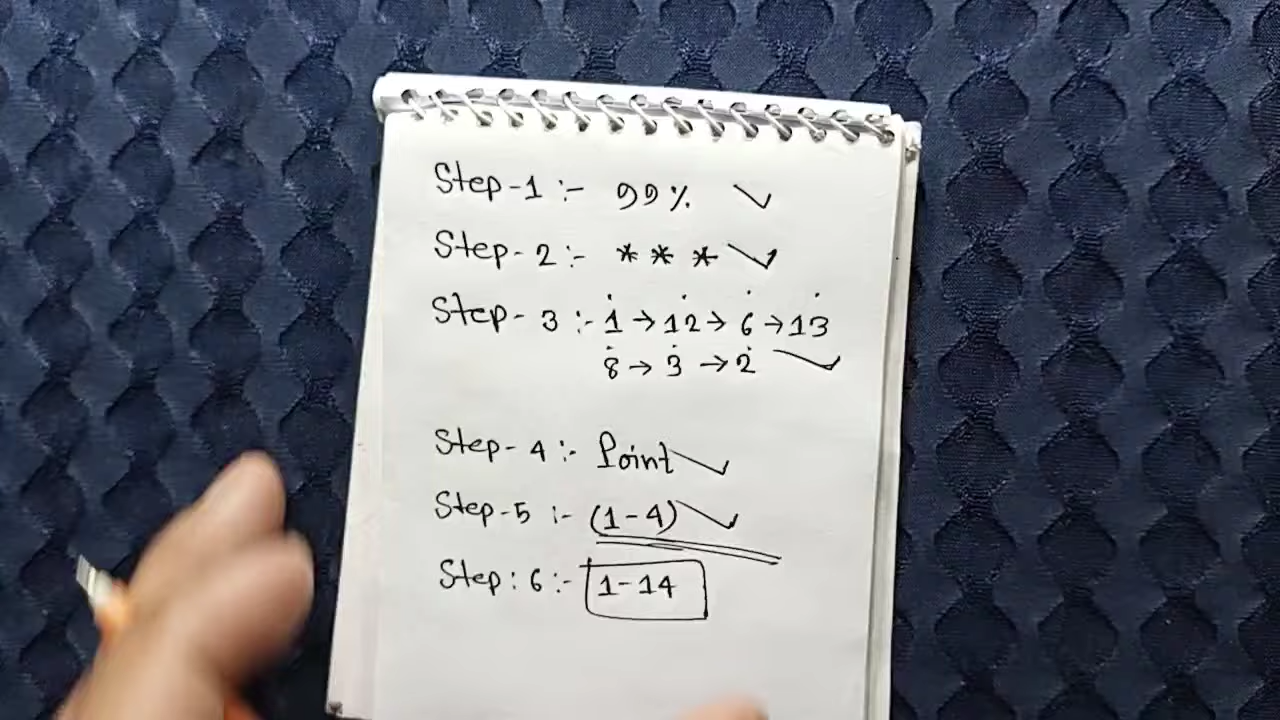 Step-1 :- 99%
Step-2 :- * * *
Step-3 :- 1 → 12 → 6 → 13
8 → 3 → 2
Step-4 :- Point
Step-5 :- (1-4)
Step:6 :- 1-14